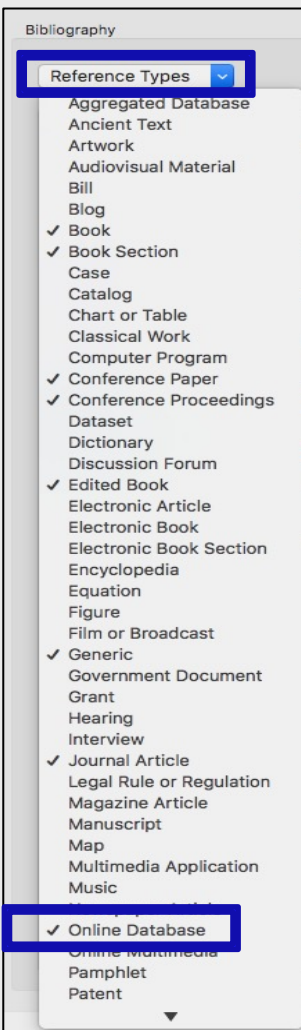 Bibliography
Reference Types
Aggregated Database
Ancient Text
Artwork
Audiovisual Material
Bill
Blog
✓ Book
✓ Book Section
Case
Catalog
Chart or Table
Classical Work
Computer Program
✓ Conference Paper
✓ Conference Proceedings
Dataset
Dictionary
Discussion Forum
✓ Edited Book
Electronic Article
Electronic Book
Electronic Book Section
Encyclopedia
Equation
Figure
Film or Broadcast
✓ Generic
Government Document
Grant
Hearing
Interview
✓ Journal Article
Legal Rule or Regulation
Magazine Article
Manuscript
Map
Multimedia Application
Music
✓ Online Database
Online Multimedia
Pamphlet
Patent